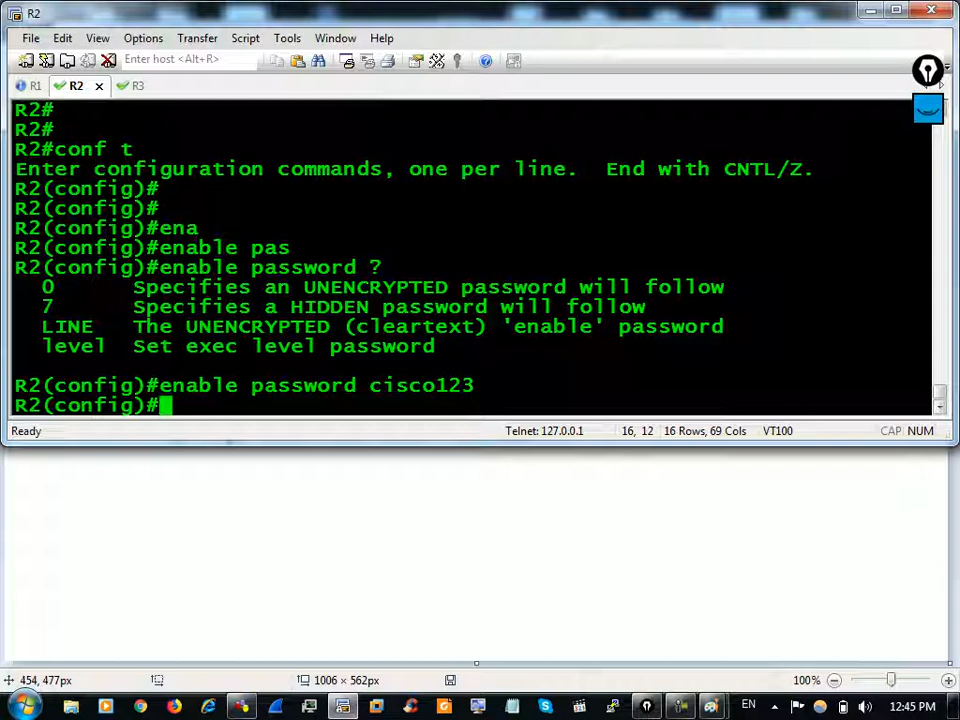 R2
File Edit View Options Transfer Script Tools Window Help
Enter host <Alt+R>
R1 R2 R3
R2#
R2#
R2#conf t
Enter configuration commands, one per line.  End with CNTL/Z.
R2(config)#
R2(config)#
R2(config)#ena
R2(config)#enable pas
R2(config)#enable password ?
0 Specifies an UNENCRYPTED password will follow
7 Specifies a HIDDEN password will follow
LINE The UNENCRYPTED (cleartext) 'enable' password
level Set exec level password
R2(config)#enable password cisco123
R2(config)#
Ready Telnet: 127.0.0.1 16, 12 16 Rows, 69 Cols VT100 CAP NUM
454, 477px 1006 × 562px 100%
EN 12:45 PM